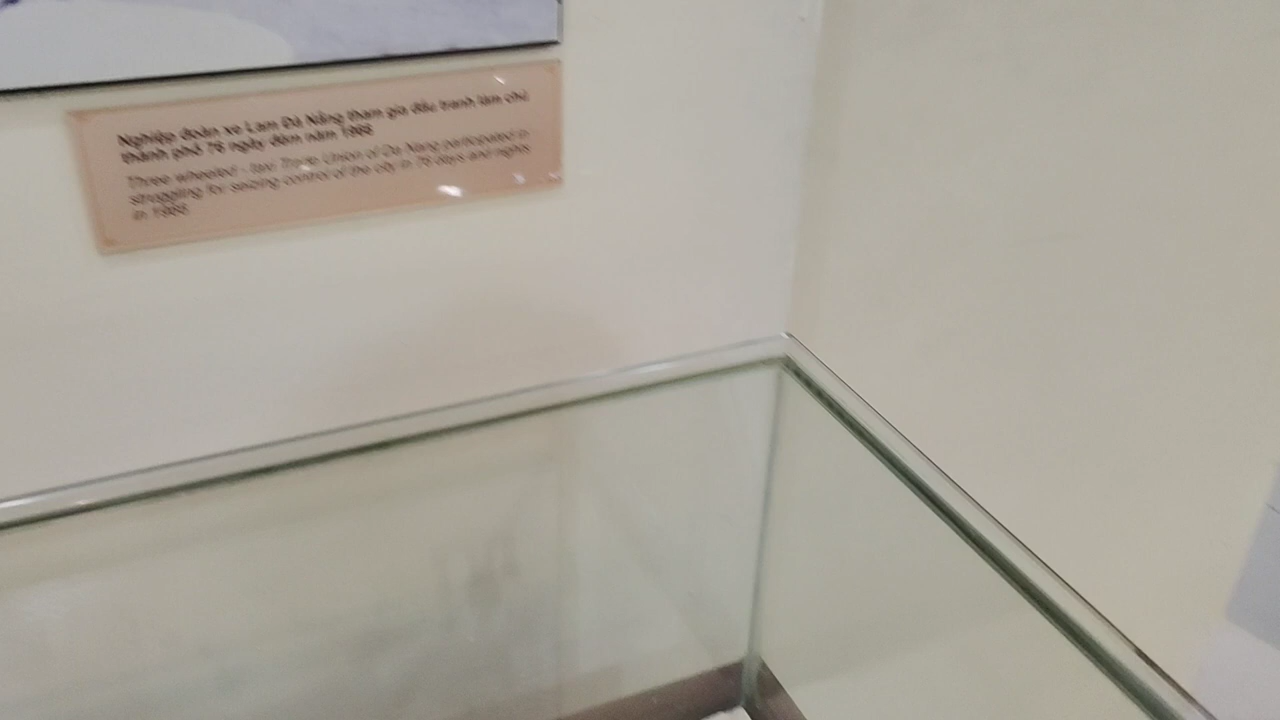 Nghiệp đoàn xe Lam Đà Nẵng tham gia đấu tranh làm chủ
thành phố 76 ngày đêm năm 1966
Three wheeled - taxi Trade Union of Da Nang participated in
struggling for seizing control of the city in 76 days and nights
in 1966